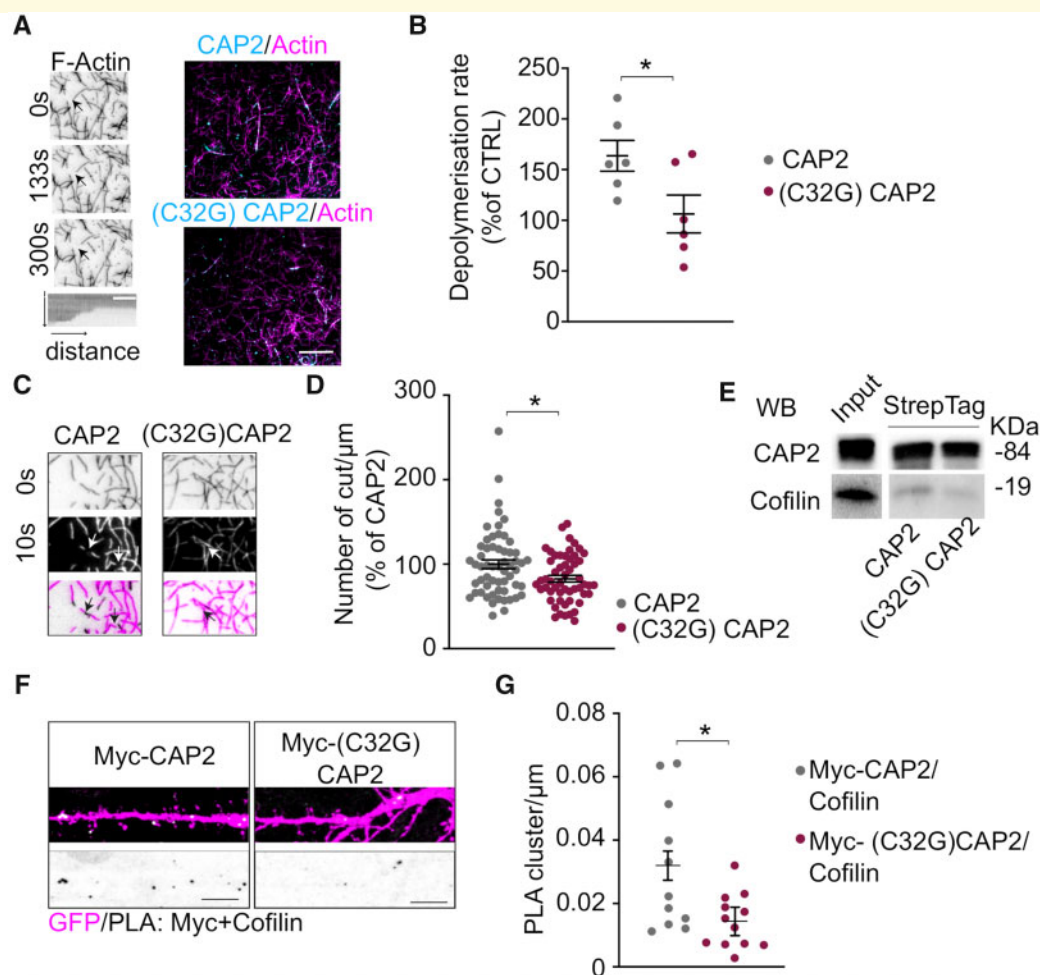 A
F-Actin
0s
133s
300s
distance
CAP2/Actin
(C32G) CAP2/Actin
B
Depolymerisation rate
(%of CTRL)
250
200
150
100
50
0
*
CAP2
(C32G) CAP2
C
CAP2
(C32G)CAP2
0s
10s
D
Number of cut/μm
(% of CAP2)
300
200
100
0
*
CAP2
(C32G) CAP2
E
WB
Input
StrepTag
KDa
CAP2
-84
Cofilin
-19
CAP2
(C32G) CAP2
F
Myc-CAP2
Myc-(C32G)
CAP2
GFP/PLA: Myc+Cofilin
G
PLA cluster/μm
0.08
0.06
0.04
0.02
0
*
Myc-CAP2/
Cofilin
Myc- (C32G)CAP2/
Cofilin